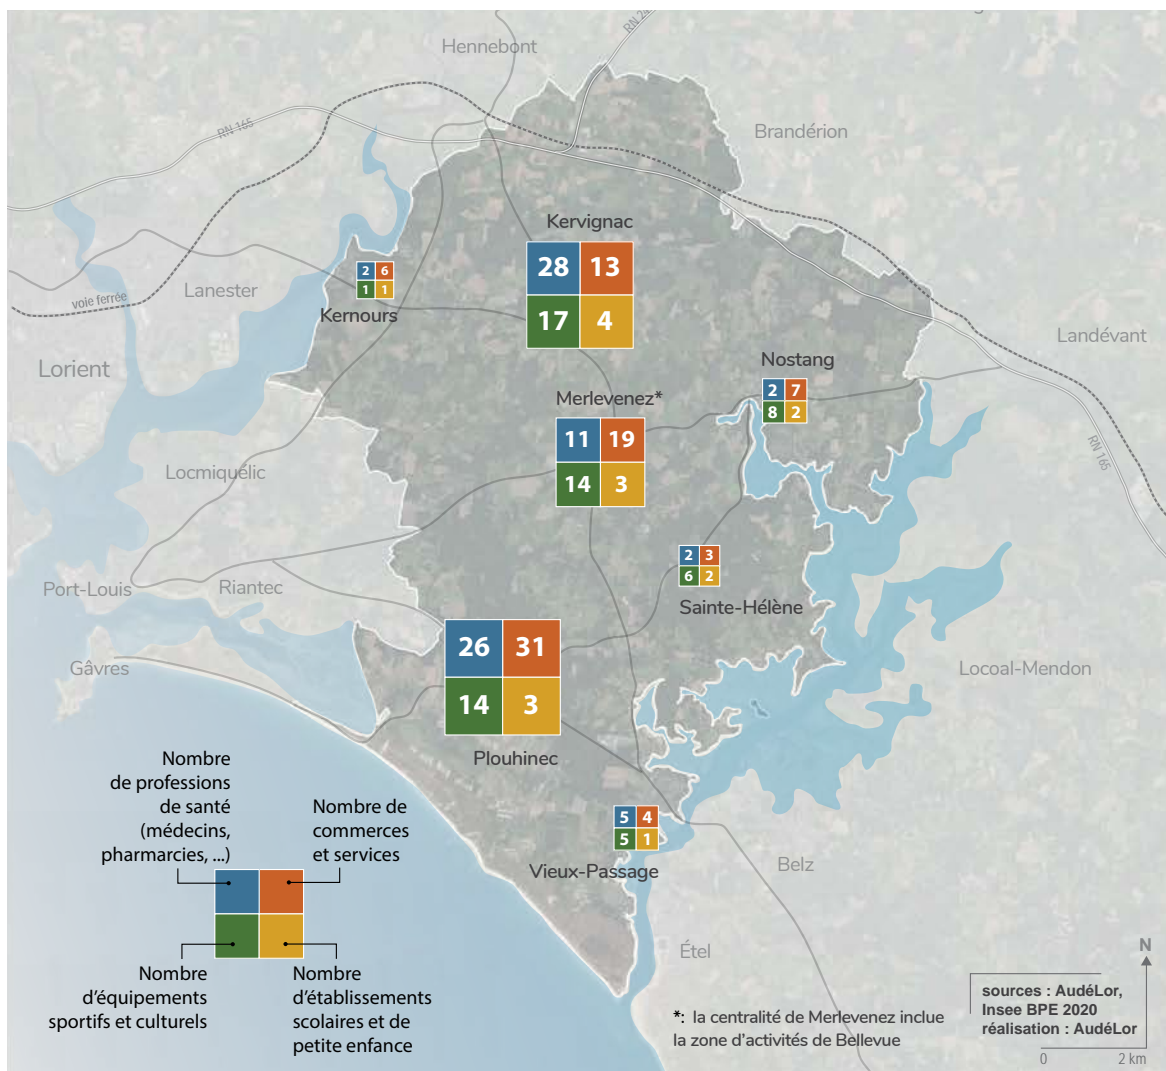 Hennebont
RN 24
RN 165
Brandérion
Kervignac
28 13
17 4
2 6
1 1
Kernours
voie ferrée
Lanester
Lorient
Nostang
2 7
8 2
Landévant
RN 165
Merlevenez*
11 19
14 3
Locmiquélic
2 3
6 2
Sainte-Hélène
Port-Louis
Riantec
Gâvres
26 31
14 3
Plouhinec
Locoal-Mendon
5 4
5 1
Vieux-Passage
Belz
Étel
Nombre
de professions
de santé
(médecins,
pharmarcies, ...)
Nombre de
commerces
et services
Nombre
d'équipements
sportifs et culturels
Nombre
d'établissements
scolaires et de
petite enfance
*: la centralité de Merlevenez inclue
la zone d'activités de Bellevue
sources : AudéLor,
Insee BPE 2020
réalisation : AudéLor
N
0 2 km